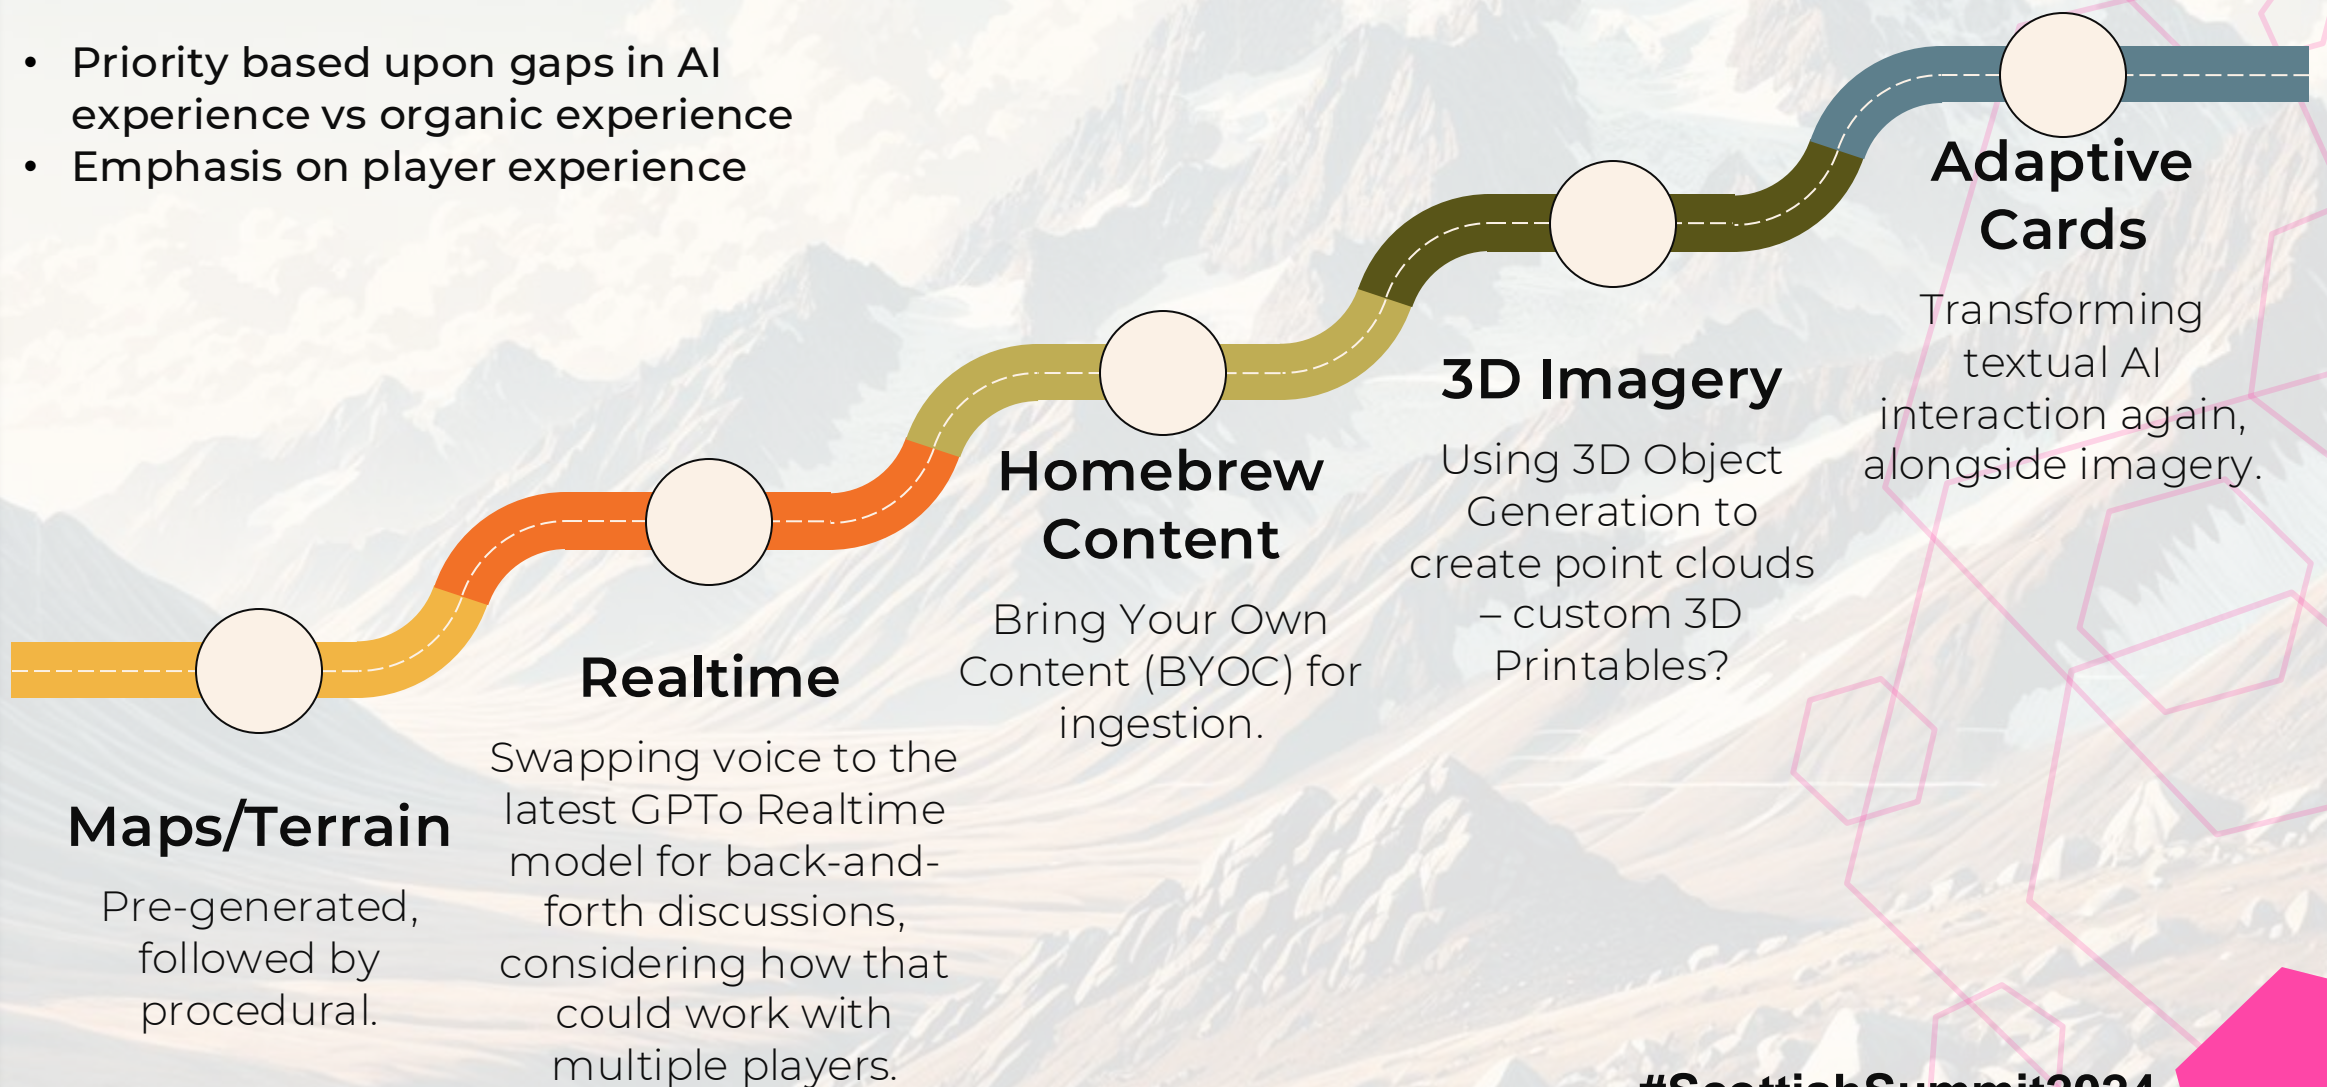 • Priority based upon gaps in AI
experience vs organic experience
• Emphasis on player experience
Maps/Terrain
Pre-generated,
followed by
procedural.
Realtime
Swapping voice to the
latest GPTo Realtime
model for back-and-
forth discussions,
considering how that
could work with
multiple players.
Homebrew
Content
Bring Your Own
Content (BYOC) for
ingestion.
3D Imagery
Using 3D Object
Generation to
create point clouds
– custom 3D
Printables?
Adaptive
Cards
Transforming
textual AI
interaction again,
alongside imagery.
#ScottishSummit2024